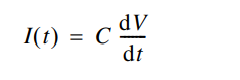 I(t) = C dV/dt